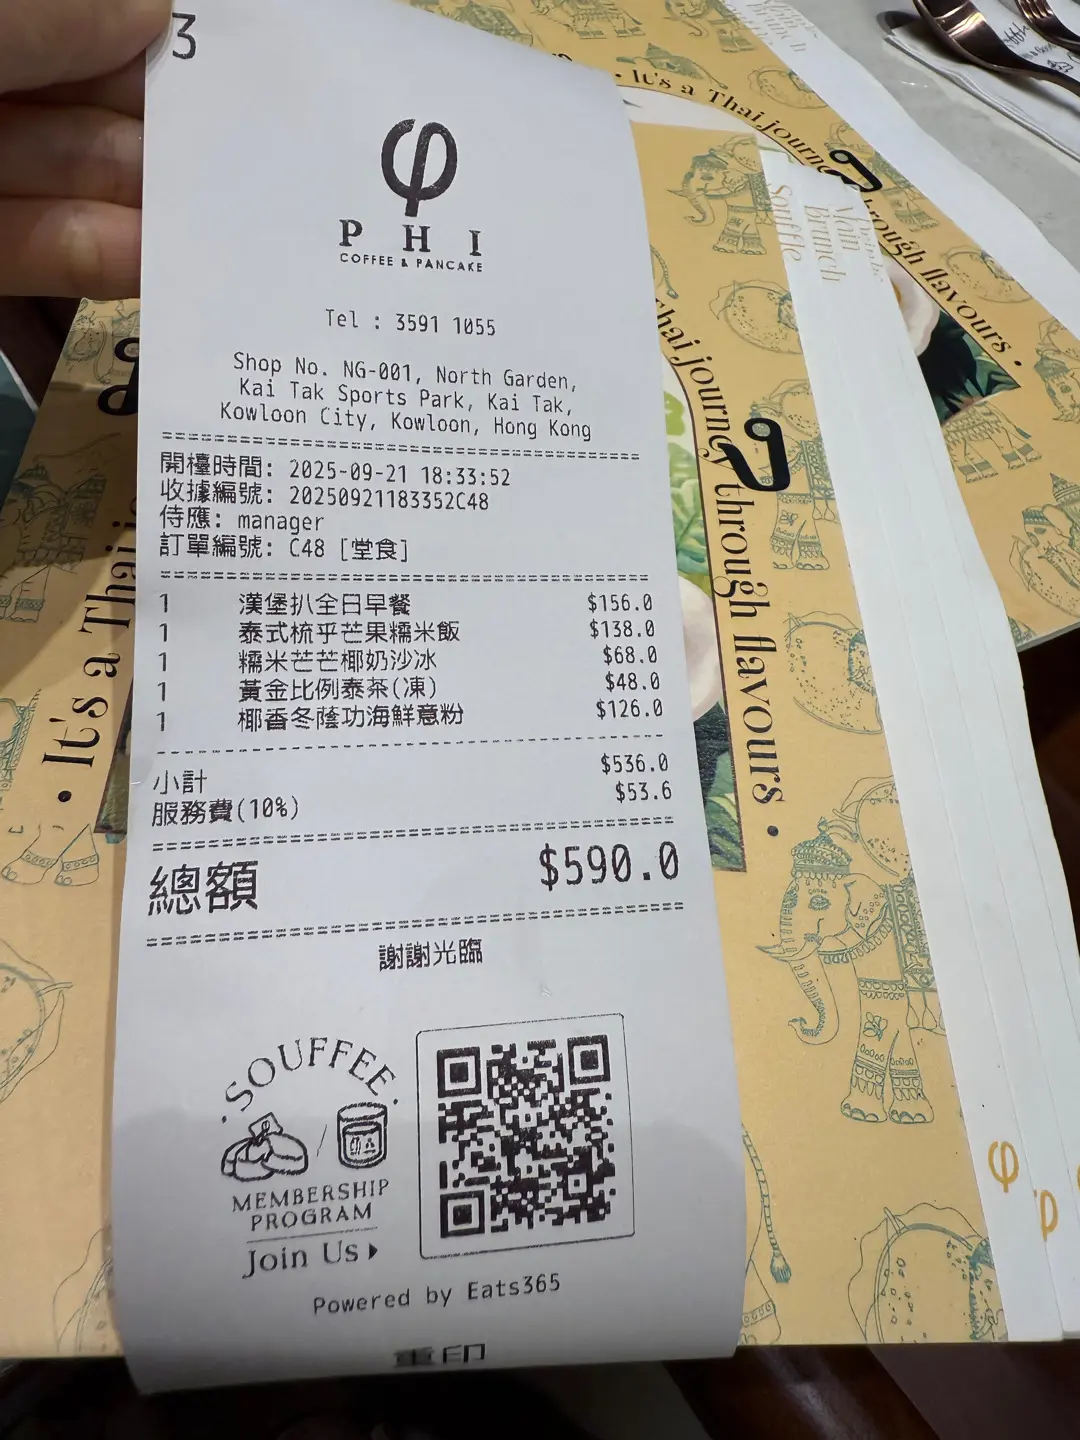 3
φ
PHI
COFFEE & PANCAKE
Tel : 3591 1055
Shop No. NG-001, North Garden,
Kai Tak Sports Park, Kai Tak,
Kowloon City, Kowloon, Hong Kong
開檯時間: 2025-09-21 18:33:52
收據編號: 20250921183352C48
侍應: manager
訂單編號: C48 [堂食]
1 漢堡扒全日早餐 $156.0
1 泰式梳乎芒果糯米飯 $138.0
1 糯米芒芒椰奶沙冰 $68.0
1 黃金比例泰茶(凍) $48.0
1 椰香冬蔭功海鮮意粉 $126.0
小計 $536.0
服務費(10%) $53.6
總額 $590.0
謝謝光臨
SOUFFEE
MEMBERSHIP
PROGRAM
Join Us
Powered by Eats365
重印
• It's a Thai journey through flavours •
Thai journey through flavours •
• It's a Thai
Souffle
Main
Brunch
φ